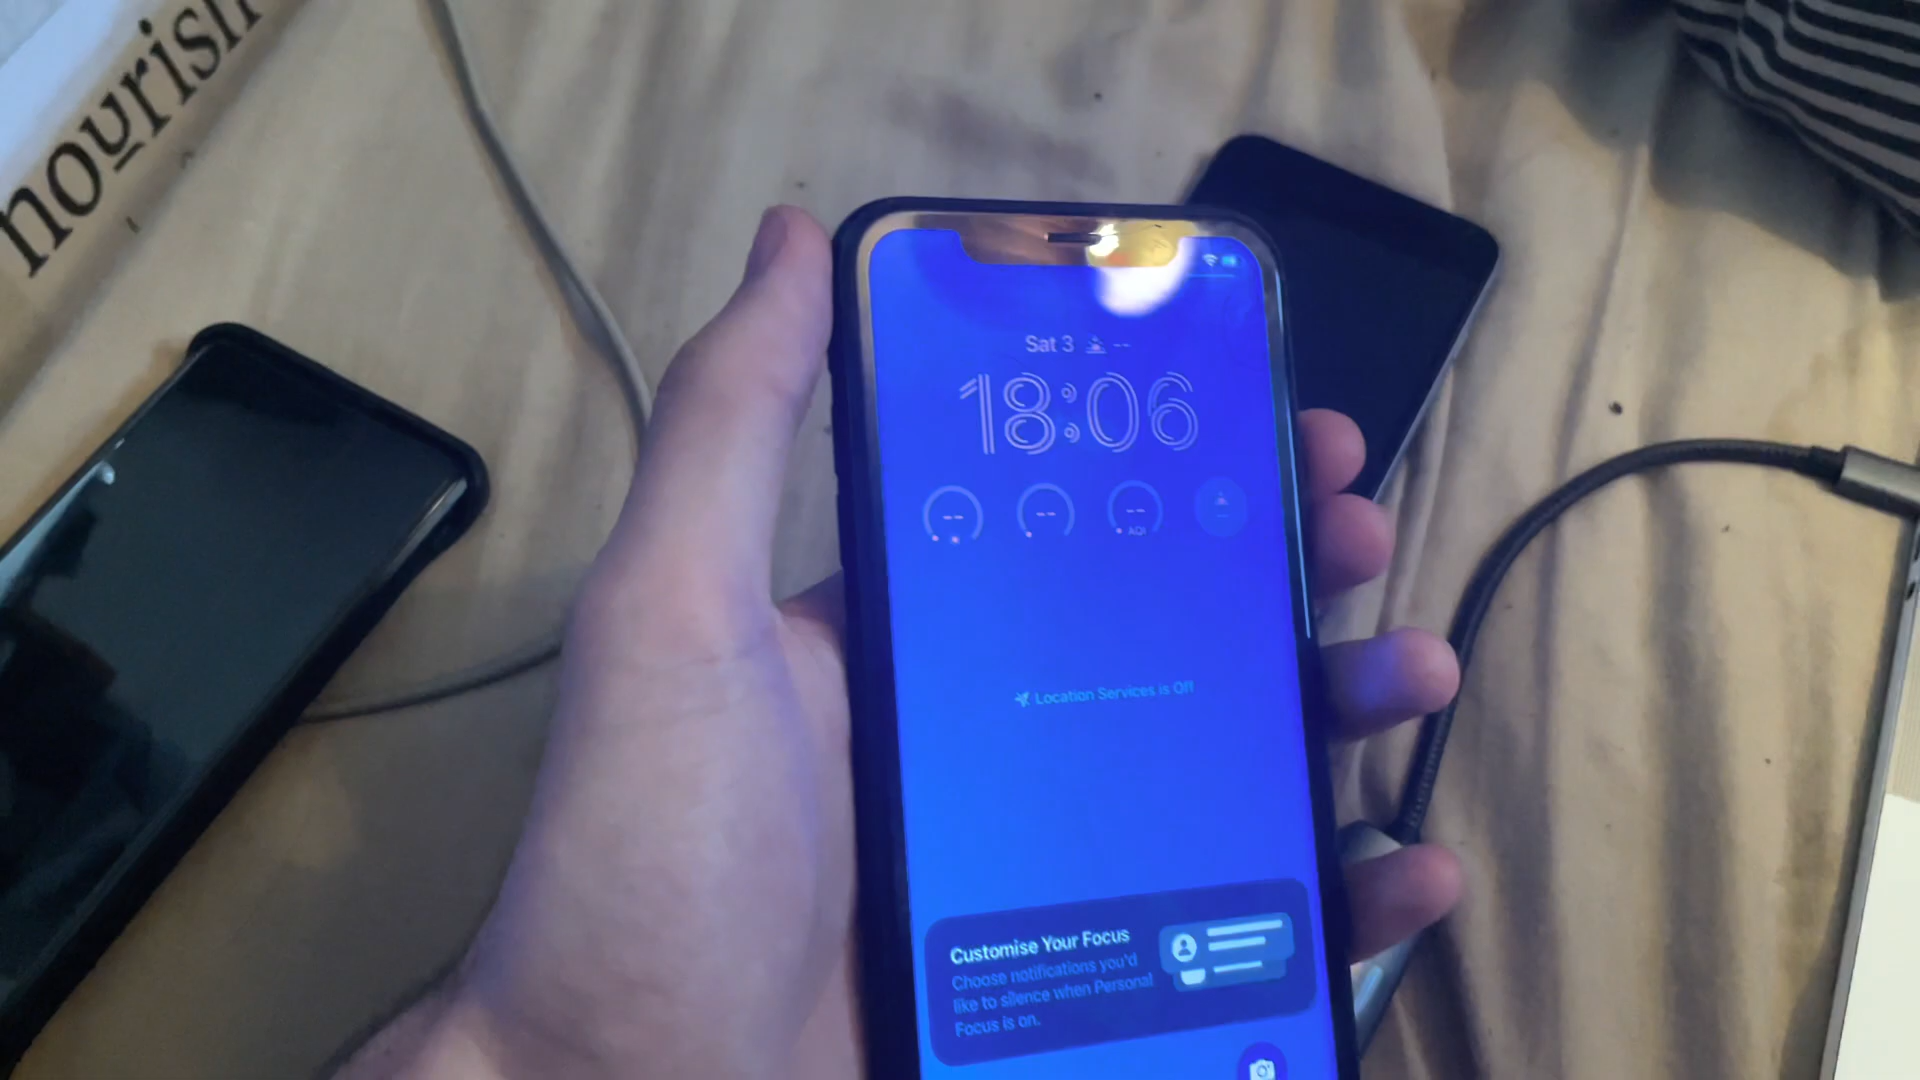 nourish
Sat 3 --
18:06
-- -- -- --
AQI
Location Services is Off
Customise Your Focus
Choose notifications you'd
like to silence when Personal
Focus is on.